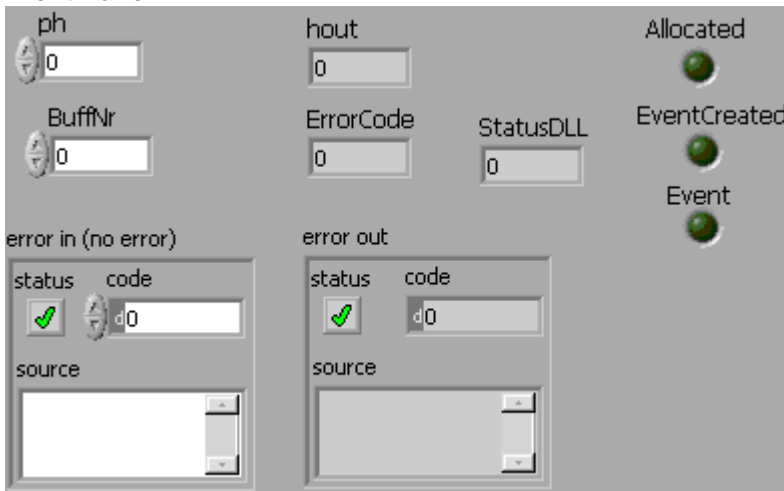 ph
hout
Allocated
0
0
BuffNr
ErrorCode
StatusDLL
EventCreated
0
0
0
Event
error in (no error)
error out
status
code
status
code
d0
d0
source
source